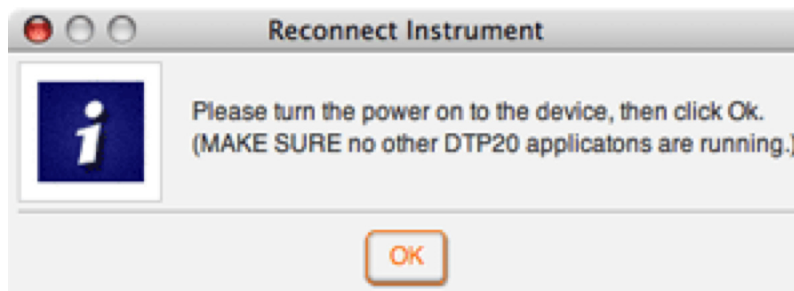 Reconnect Instrument
Please turn the power on to the device, then click Ok.
(MAKE SURE no other DTP20 applicatons are running.)
OK